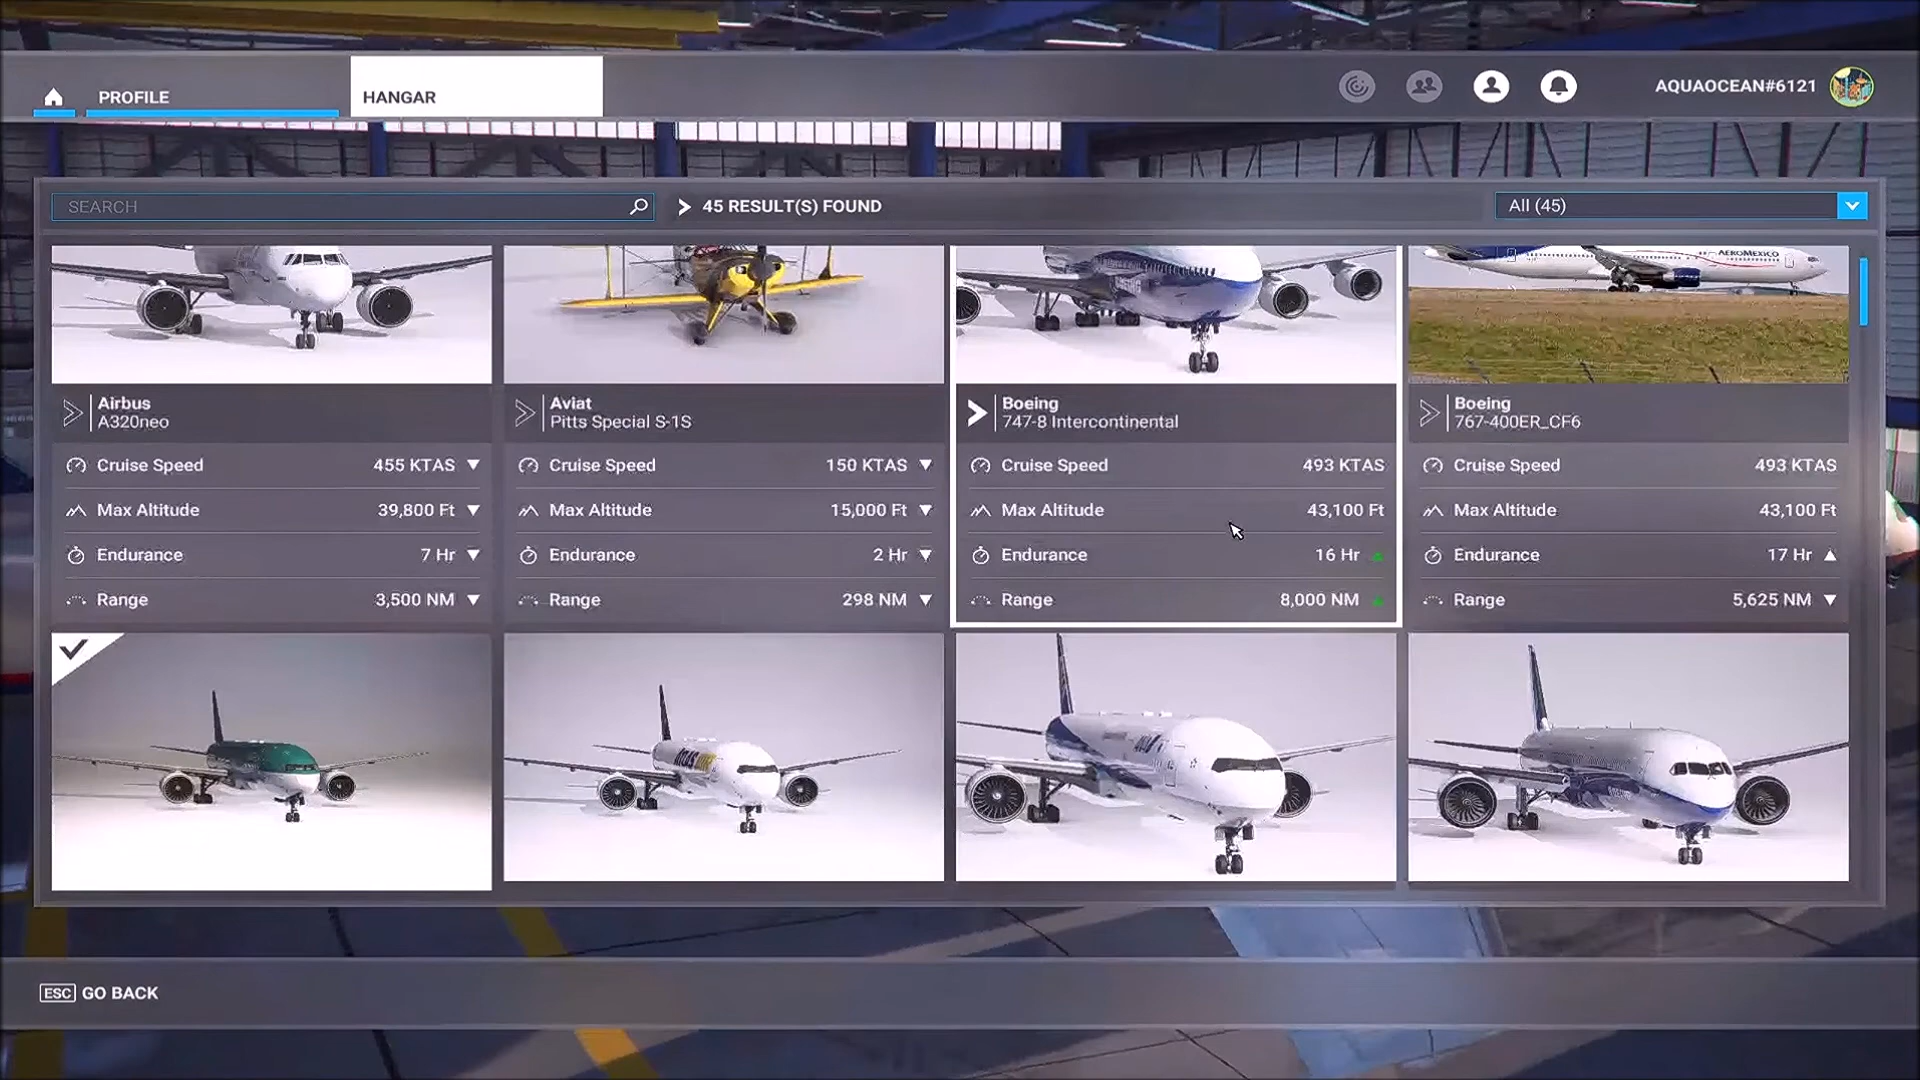 PROFILE
HANGAR
AQUAOCEAN#6121
SEARCH
45 RESULT(S) FOUND
All (45)
AEROMEXICO
Airbus
A320neo
Cruise Speed 455 KTAS
Max Altitude 39,800 Ft
Endurance 7 Hr
Range 3,500 NM
Aviat
Pitts Special S-1S
Cruise Speed 150 KTAS
Max Altitude 15,000 Ft
Endurance 2 Hr
Range 298 NM
Boeing
747-8 Intercontinental
Cruise Speed 493 KTAS
Max Altitude 43,100 Ft
Endurance 16 Hr
Range 8,000 NM
Boeing
767-400ER_CF6
Cruise Speed 493 KTAS
Max Altitude 43,100 Ft
Endurance 17 Hr
Range 5,625 NM
ESC GO BACK